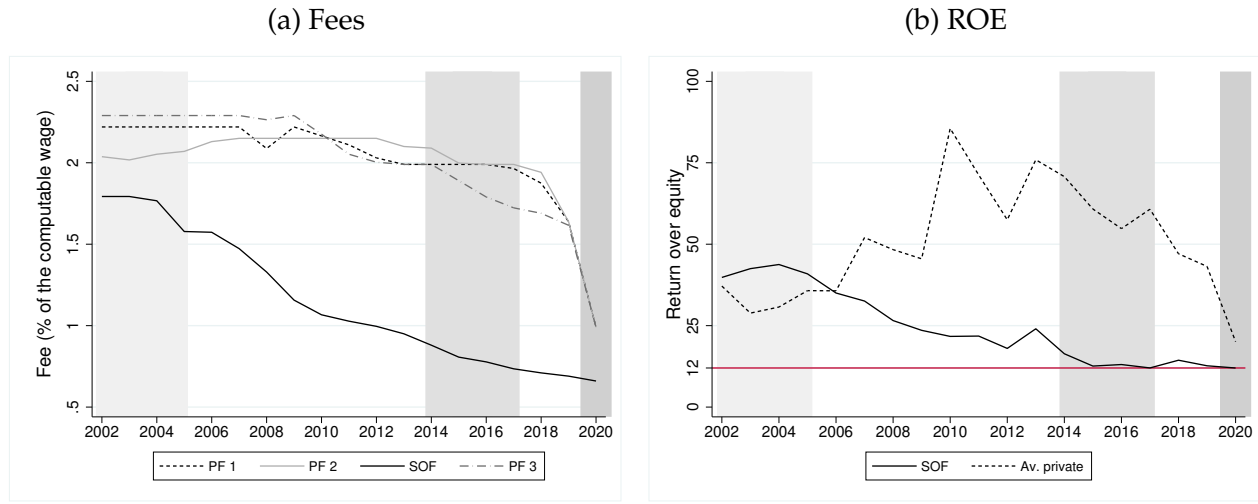 (a) Fees
Fee (% of the computable wage)
2.5
2
1.5
1
.5
2002 2004 2006 2008 2010 2012 2014 2016 2018 2020
PF 1 PF 2 SOF PF 3
(b) ROE
Return over equity
100
75
50
25
12
0
2002 2004 2006 2008 2010 2012 2014 2016 2018 2020
SOF Av. private